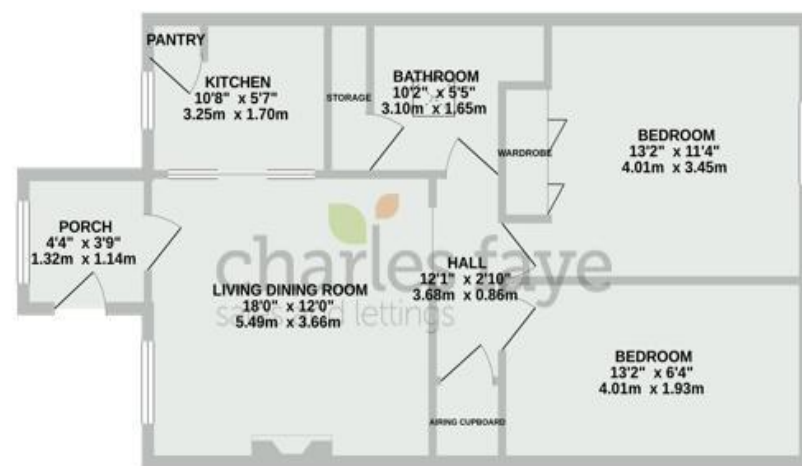 PANTRY
KITCHEN
10'8" x 5'7"
3.25m x 1.70m
STORAGE
BATHROOM
10'2" x 5'5"
3.10m x 1.65m
WARDROBE
BEDROOM
13'2" x 11'4"
4.01m x 3.45m
PORCH
4'4" x 3'9"
1.32m x 1.14m
charles faye
sales and lettings
LIVING DINING ROOM
18'0" x 12'0"
5.49m x 3.66m
HALL
12'1" x 2'10"
3.68m x 0.86m
BEDROOM
13'2" x 6'4"
4.01m x 1.93m
AIRING CUPBOARD